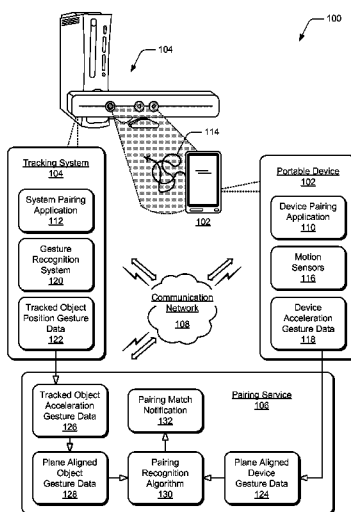 100
104
114
102
Tracking System
104
System Pairing
Application
112
Gesture
Recognition
System
120
Tracked Object
Position Gesture
Data
122
Portable Device
102
Device Pairing
Application
110
Motion
Sensors
116
Device
Acceleration
Gesture Data
118
Communication
Network
108
Pairing Service
106
Tracked Object
Acceleration
Gesture Data
126
Pairing Match
Notification
132
Plane Aligned
Object
Gesture Data
128
Pairing
Recognition
Algorithm
130
Plane Aligned
Device
Gesture Data
124